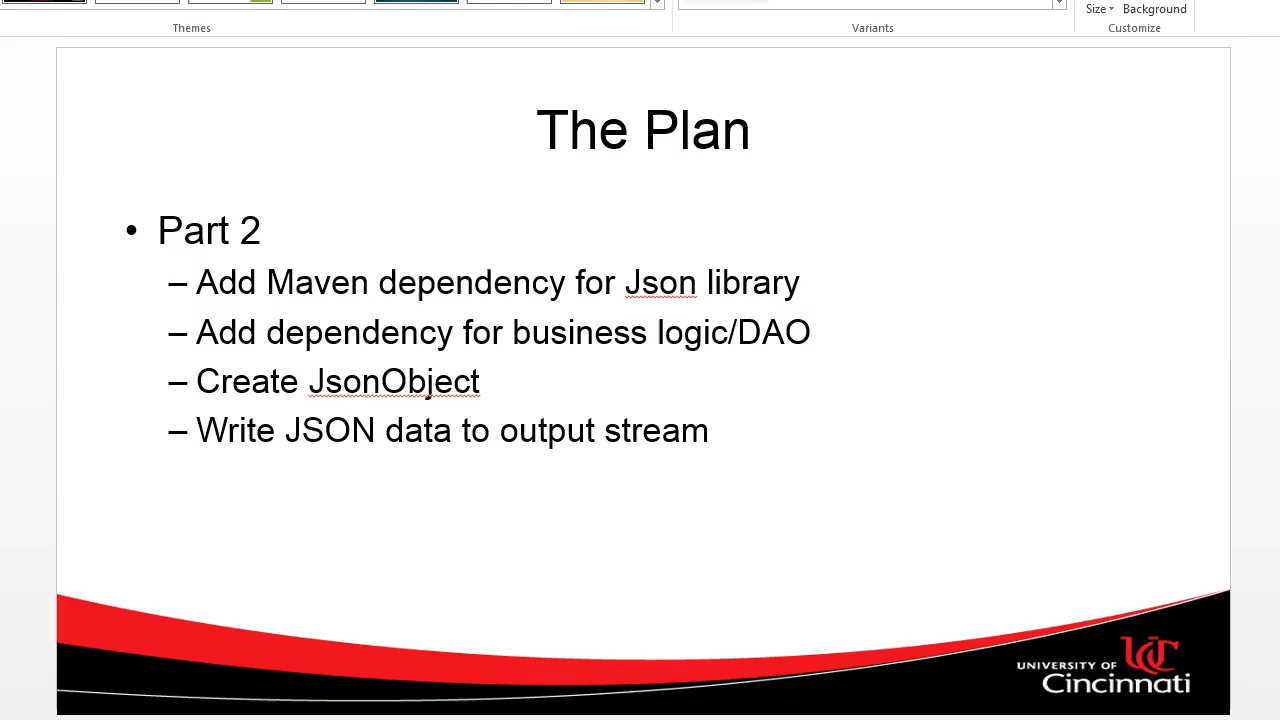 Size
Background
Themes
Variants
Customize
The Plan
• Part 2
– Add Maven dependency for Json library
– Add dependency for business logic/DAO
– Create JsonObject
– Write JSON data to output stream
UC
UNIVERSITY OF
Cincinnati